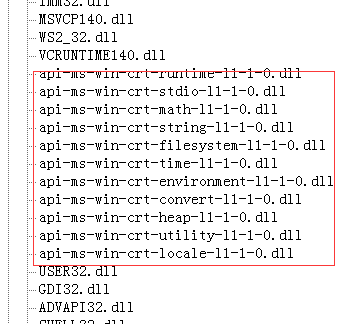 IMM32.dll
MSVCP140.dll
WS2_32.dll
VCRUNTIME140.dll
api-ms-win-crt-runtime-l1-1-0.dll
api-ms-win-crt-stdio-l1-1-0.dll
api-ms-win-crt-math-l1-1-0.dll
api-ms-win-crt-string-l1-1-0.dll
api-ms-win-crt-filesystem-l1-1-0.dll
api-ms-win-crt-time-l1-1-0.dll
api-ms-win-crt-environment-l1-1-0.dll
api-ms-win-crt-convert-l1-1-0.dll
api-ms-win-crt-heap-l1-1-0.dll
api-ms-win-crt-utility-l1-1-0.dll
api-ms-win-crt-locale-l1-1-0.dll
USER32.dll
GDI32.dll
ADVAPI32.dll
SHELL32.dll